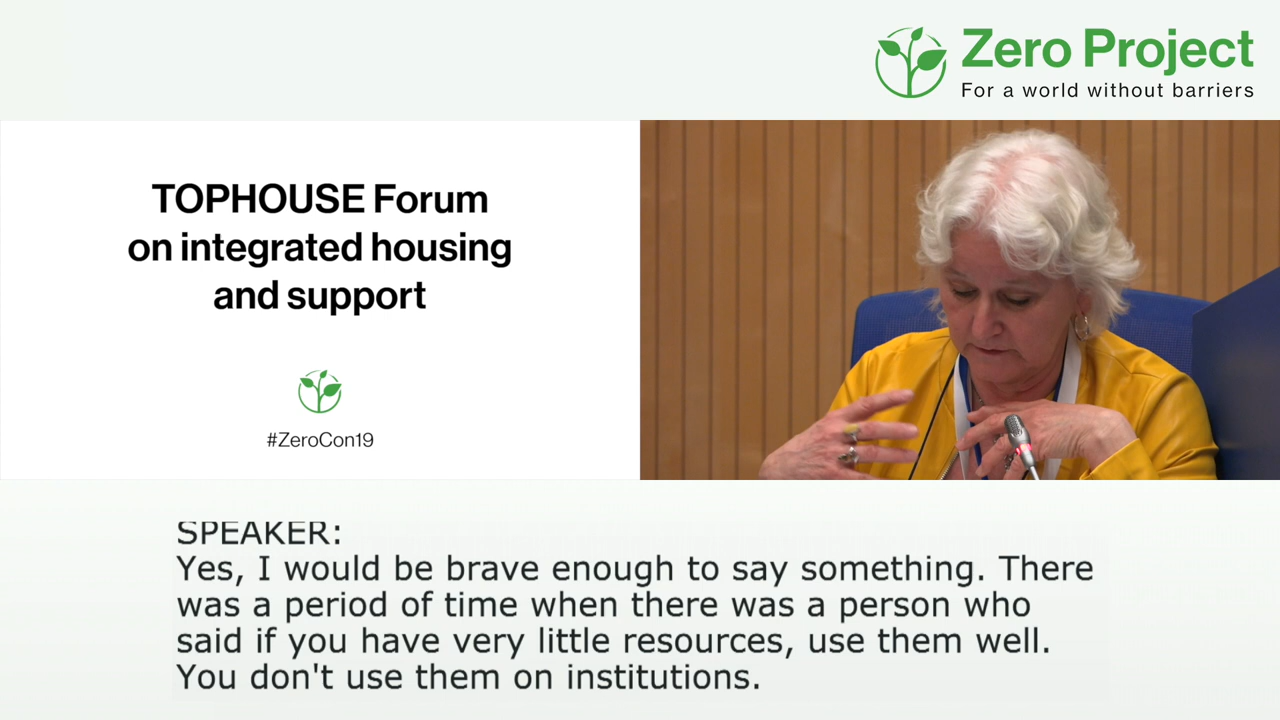 Zero Project
For a world without barriers
TOPHOUSE Forum
on integrated housing
and support
#ZeroCon19
SPEAKER:
Yes, I would be brave enough to say something. There
was a period of time when there was a person who
said if you have very little resources, use them well.
You don't use them on institutions.